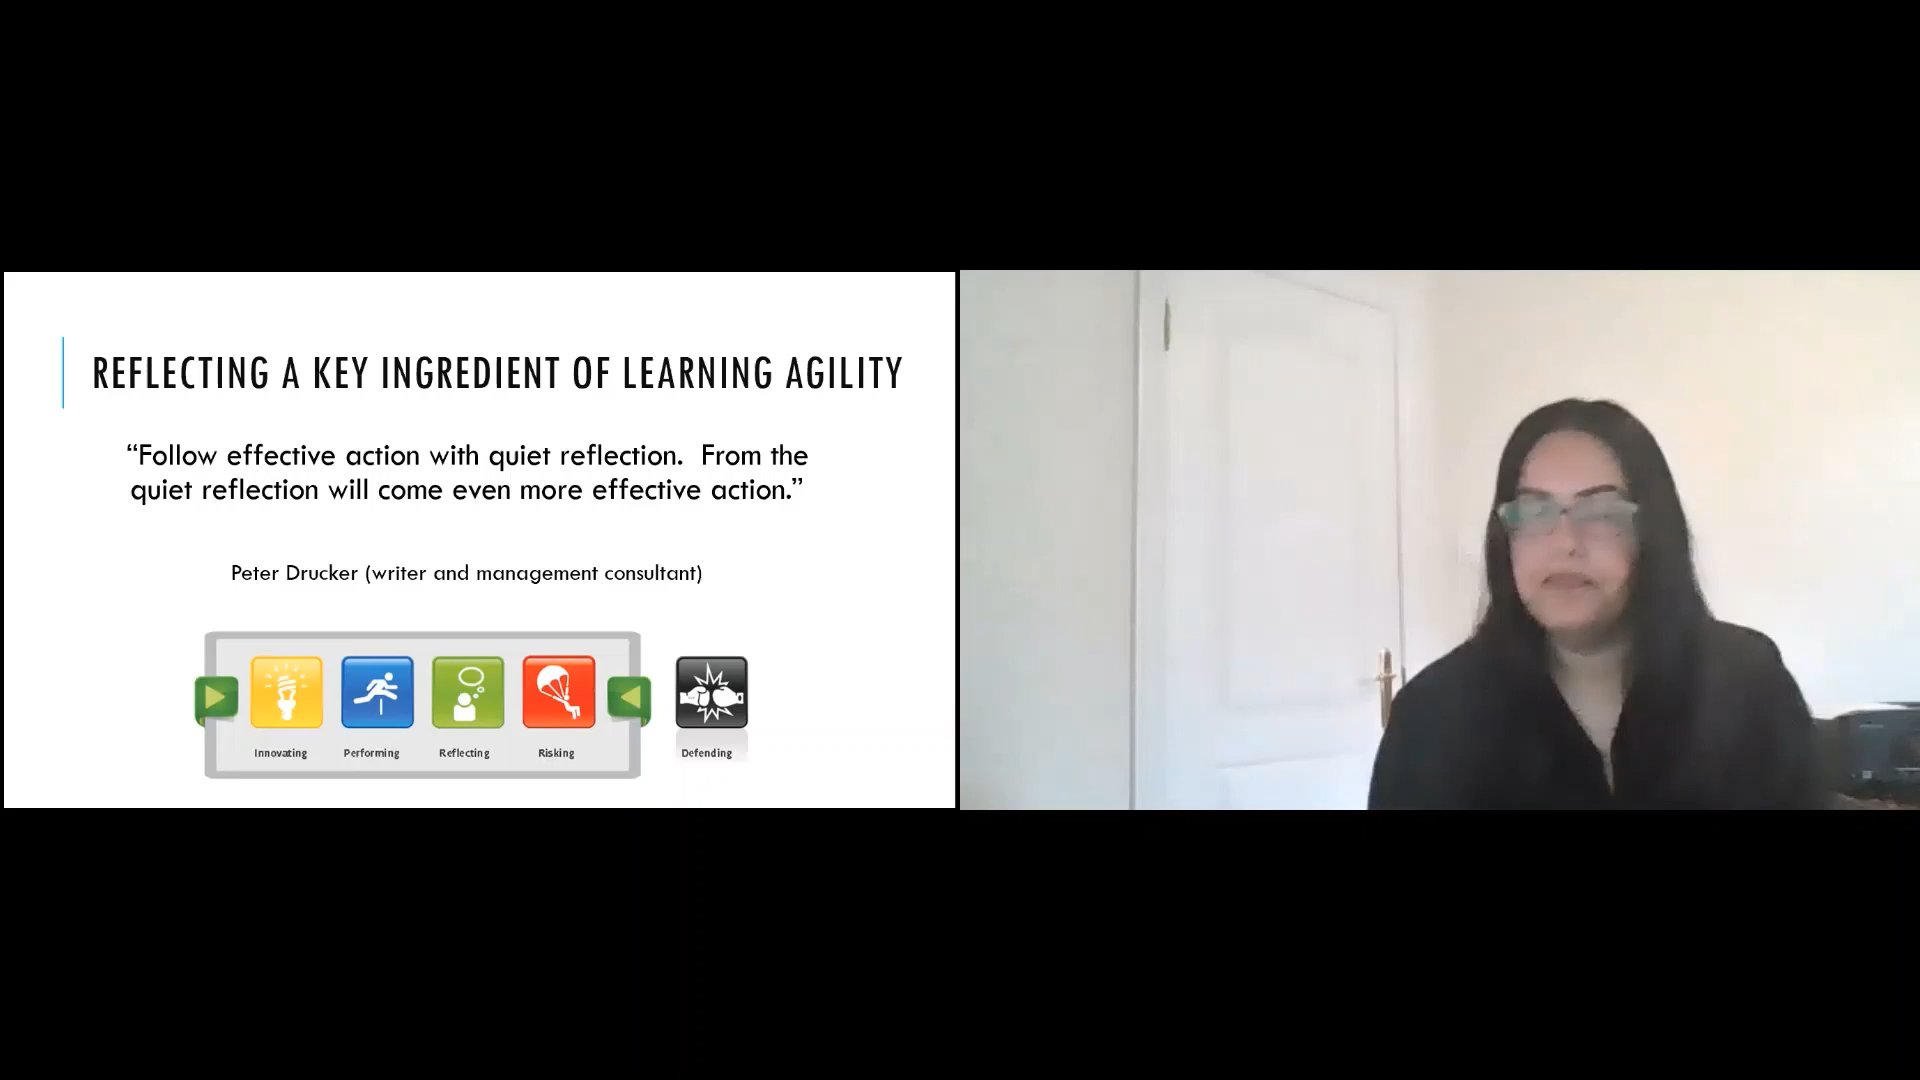 REFLECTING A KEY INGREDIENT OF LEARNING AGILITY
“Follow effective action with quiet reflection.  From the
quiet reflection will come even more effective action.”
Peter Drucker (writer and management consultant)
Innovating Performing Reflecting Risking Defending